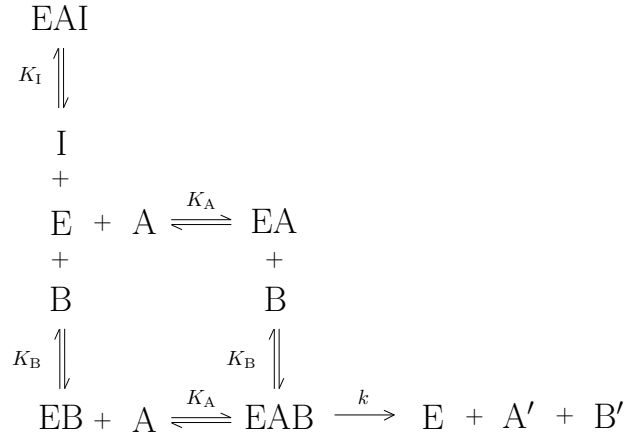 EAI
K_I
I
+
E + A ⇌ K_A EA
+ +
B B
K_B K_B
EB + A ⇌ K_A EAB ⟶ k E + A′ + B′